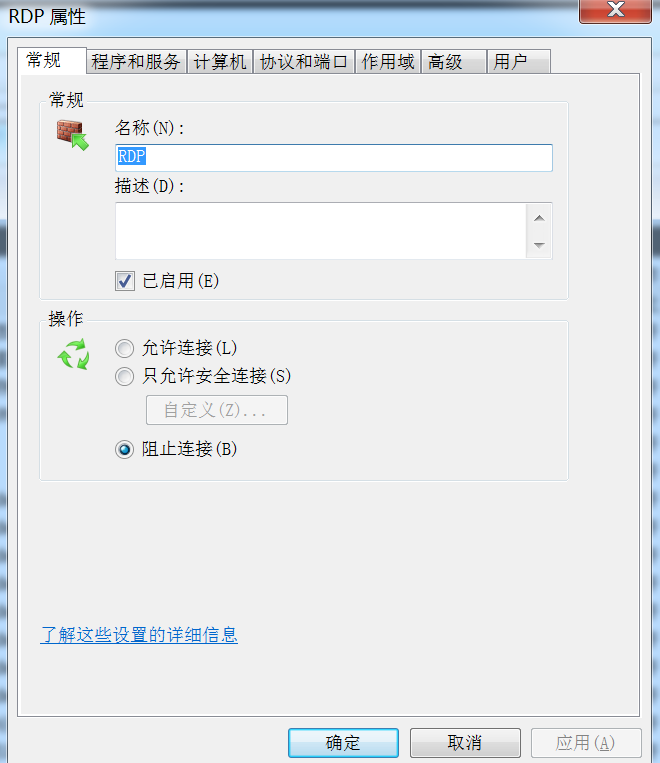 RDP 属性
常规 程序和服务 计算机 协议和端口 作用域 高级 用户
常规
名称(N):
RDP
描述(D):
已启用(E)
操作
允许连接(L)
只允许安全连接(S)
自定义(Z)...
阻止连接(B)
了解这些设置的详细信息
确定 取消 应用(A)